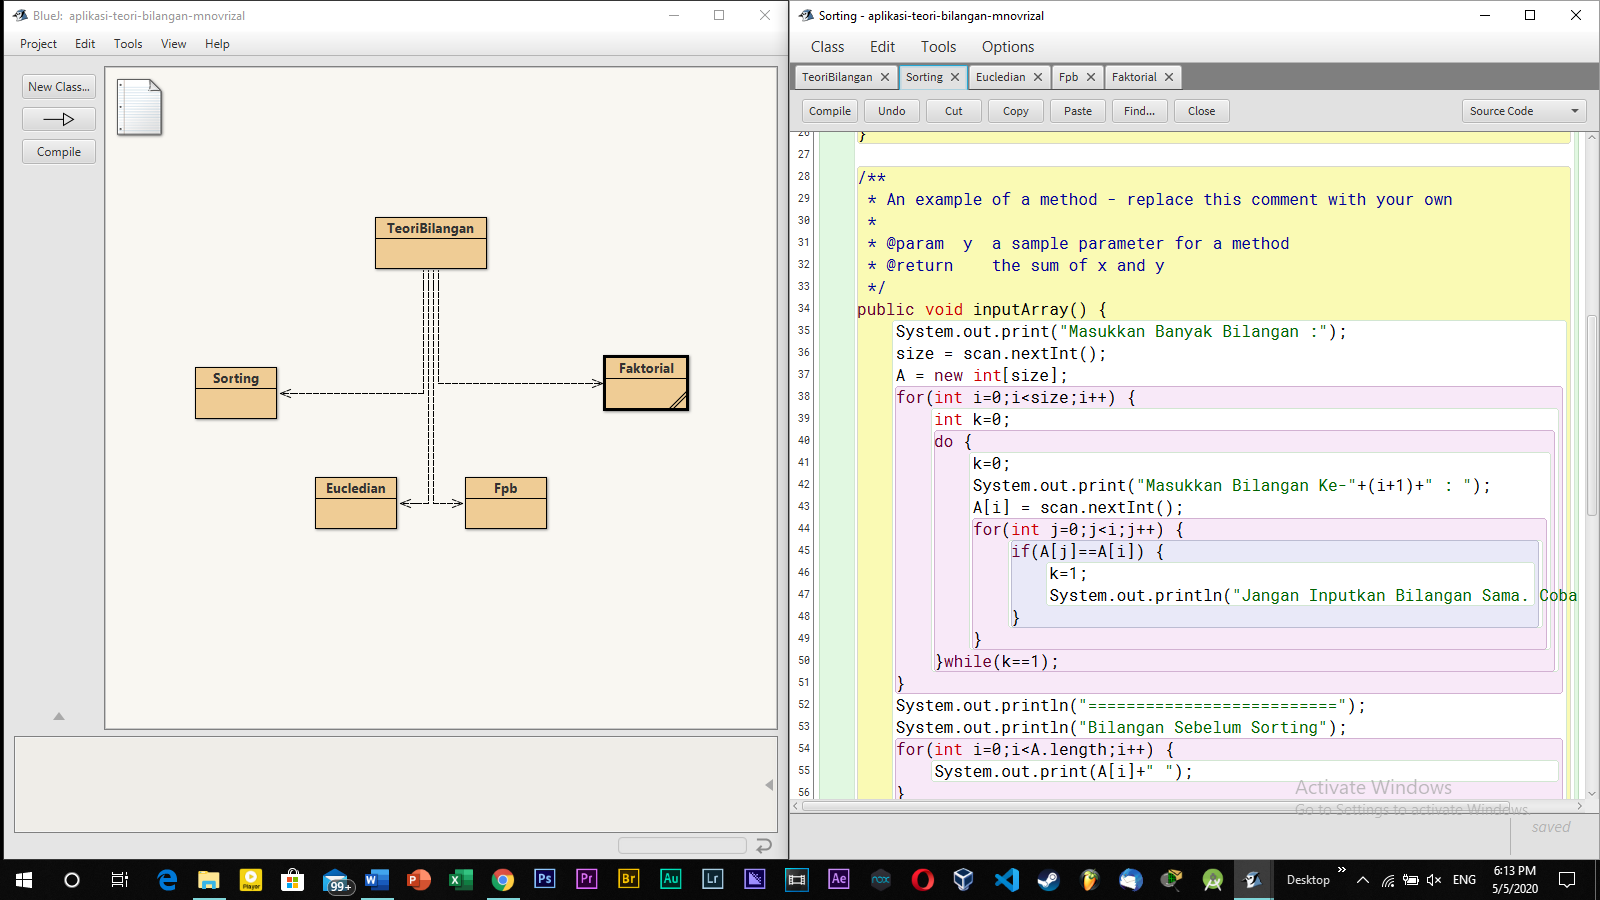 BlueJ: aplikasi-teori-bilangan-mnovrizal
Project Edit Tools View Help
New Class...
Compile
TeoriBilangan
Sorting
Faktorial
Eucledian
Fpb
Sorting - aplikasi-teori-bilangan-mnovrizal
Class Edit Tools Options
TeoriBilangan Sorting Eucledian Fpb Faktorial
Compile Undo Cut Copy Paste Find... Close Source Code
26 }
27
28 /**
29 * An example of a method - replace this comment with your own
30 *
31 * @param y a sample parameter for a method
32 * @return the sum of x and y
33 */
34 public void inputArray() {
35 System.out.print("Masukkan Banyak Bilangan :");
36 size = scan.nextInt();
37 A = new int[size];
38 for(int i=0;i<size;i++) {
39 int k=0;
40 do {
41 k=0;
42 System.out.print("Masukkan Bilangan Ke-"+(i+1)+" : ");
43 A[i] = scan.nextInt();
44 for(int j=0;j<i;j++) {
45 if(A[j]==A[i]) {
46 k=1;
47 System.out.println("Jangan Inputkan Bilangan Sama. Coba
48 }
49 }
50 }while(k==1);
51 }
52 System.out.println("==========================");
53 System.out.println("Bilangan Sebelum Sorting");
54 for(int i=0;i<A.length;i++) {
55 System.out.print(A[i]+" ");
56 }
Activate Windows
Go to Settings to activate Windows.
saved
Player
99+
Ps Pr Br Au Lr Ae
Desktop
ENG
6:13 PM
5/5/2020